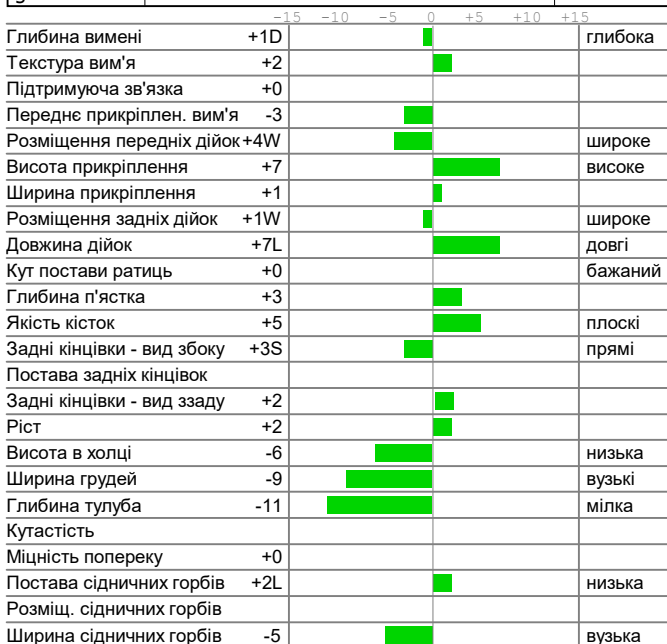 -15 -10 -5 0 +5 +10 +15
Глибина вимені +1D глибока
Текстура вим'я +2
Підтримуюча зв'язка +0
Переднє прикріплен. вим'я -3
Розміщення передніх дійок +4W широке
Висота прикріплення +7 високе
Ширина прикріплення +1
Розміщення задніх дійок +1W широке
Довжина дійок +7L довгі
Кут постави ратиць +0 бажаний
Глибина п'ястка +3
Якість кісток +5 плоскі
Задні кінцівки - вид збоку +3S прямі
Постава задніх кінцівок
Задні кінцівки - вид ззаду +2
Ріст +2
Висота в холці -6 низька
Ширина грудей -9 вузькі
Глибина тулуба -11 мілка
Кутастість
Міцність попереку +0
Постава сідничних горбів +2L низька
Розміщ. сідничних горбів
Ширина сідничних горбів -5 вузька